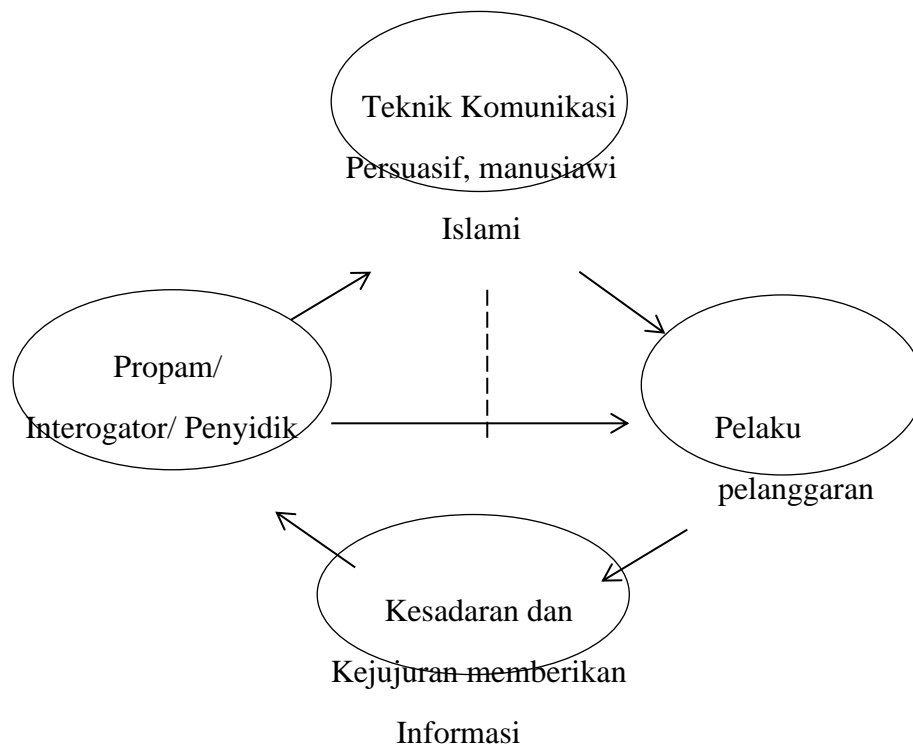 Teknik Komunikasi
Persuasif, manusiawi
Islami
Propam/
Interogator/ Penyidik
Pelaku
pelanggaran
Kesadaran dan
Kejujuran memberikan
Informasi